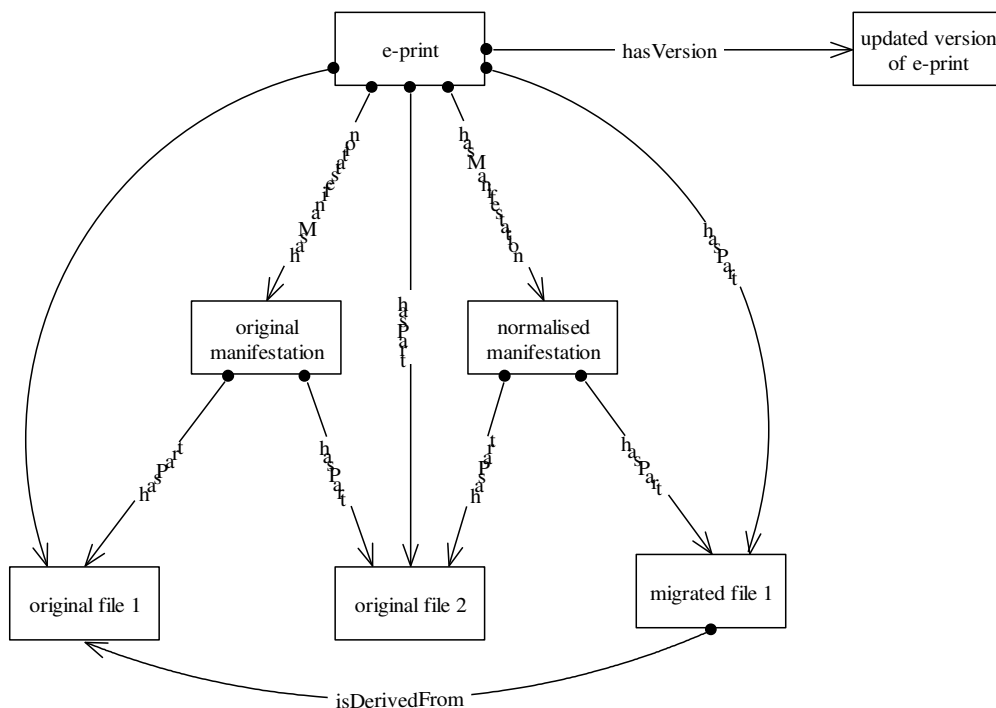 e-print
hasVersion
updated version
of e-print
hasManifestation
hasManifestation
hasPart
hasPart
original
manifestation
normalised
manifestation
hasPart
hasPart
hasPart
hasPart
original file 1
original file 2
migrated file 1
isDerivedFrom